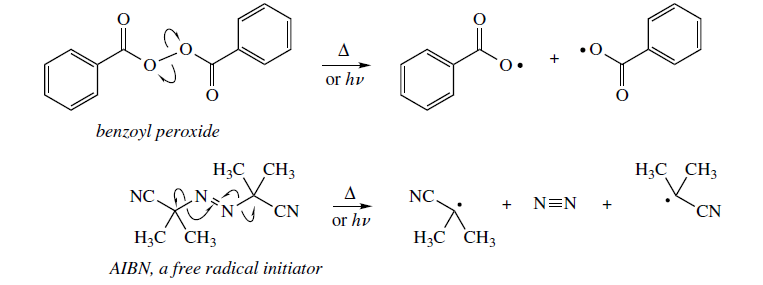 O O
O Δ O• + •O
O or hν
O O
benzoyl peroxide
H₃C CH₃ H₃C CH₃
NC N Δ NC • + N≡N + •
N CN or hν CN
H₃C CH₃ H₃C CH₃
AIBN, a free radical initiator